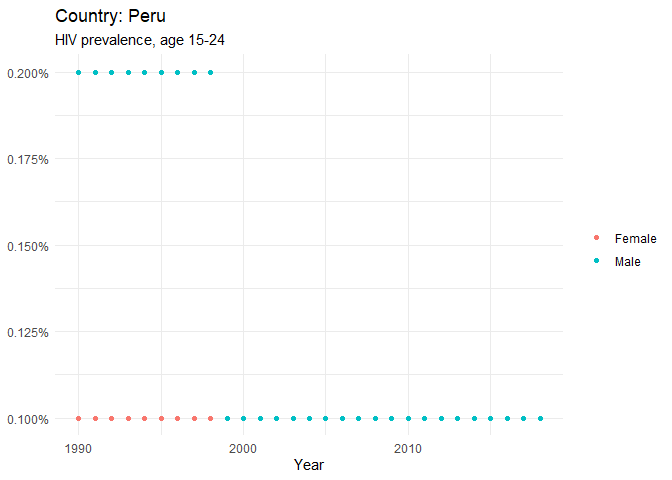 Country: Peru
HIV prevalence, age 15-24
0.200%
0.175%
0.150%
0.125%
0.100%
Female
Male
1990
2000
2010
Year